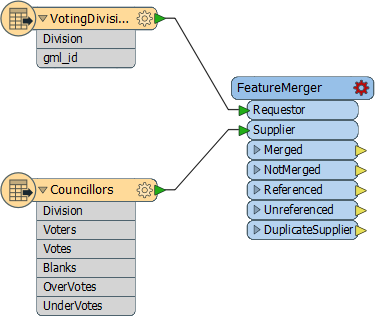 VotingDivisi...
Division
gml_id
FeatureMerger
Requestor
Supplier
Merged
NotMerged
Referenced
Unreferenced
DuplicateSupplier
Councillors
Division
Voters
Votes
Blanks
OverVotes
UnderVotes